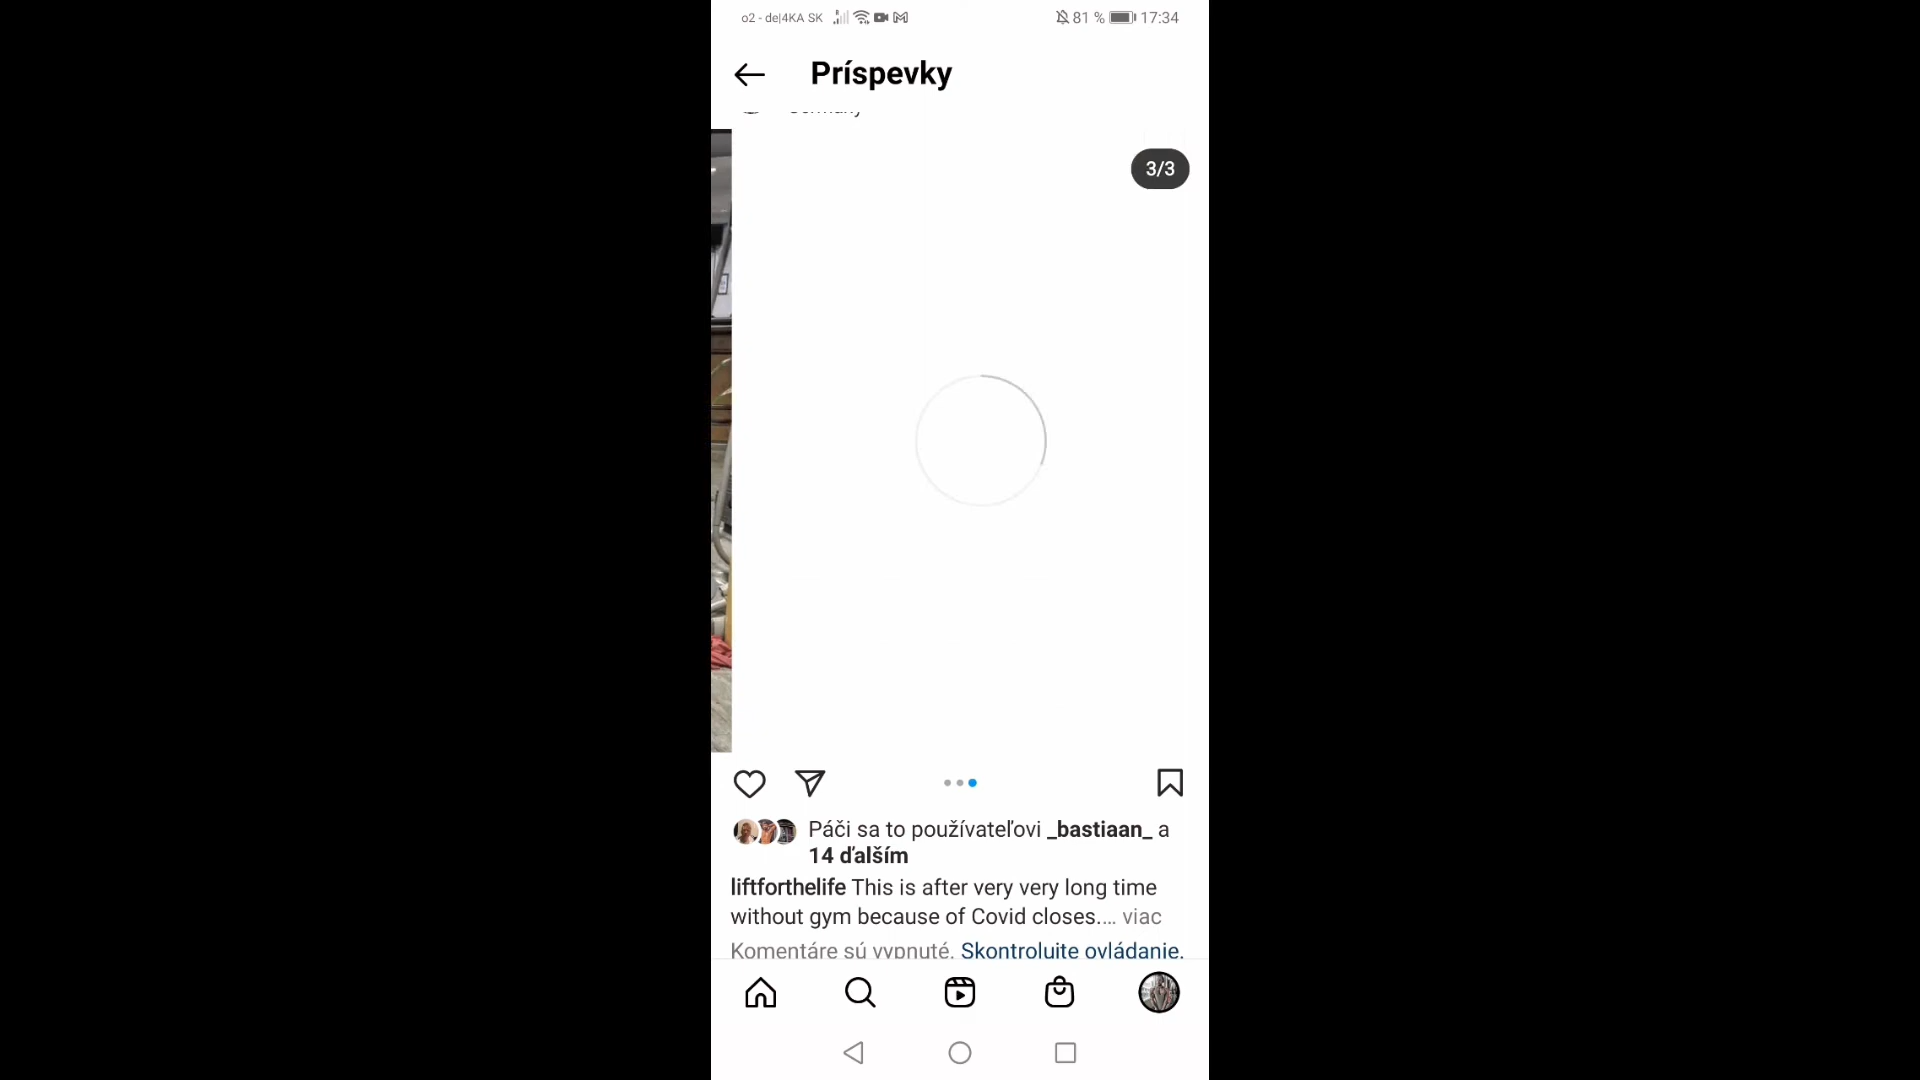 o2 - de|4KA SK 81 % 17:34
Príspevky
Germany
3/3
Páči sa to používateľovi _bastiaan_ a
14 ďalším
liftforthelife This is after very very long time
without gym because of Covid closes.... viac
Komentáre sú vypnuté. Skontrolujte ovládanie.